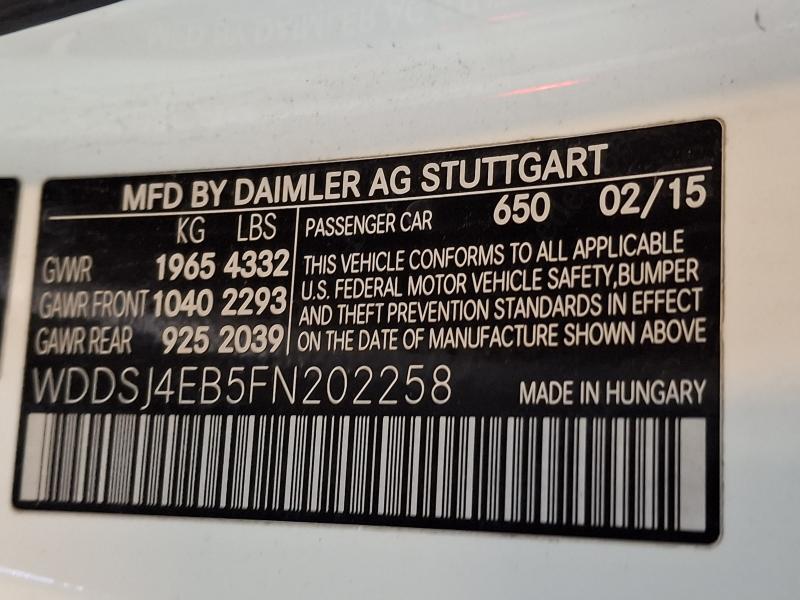 MFD BY DAIMLER AG STUTTGART
KG LBS
GVWR 1965 4332
GAWR FRONT 1040 2293
GAWR REAR 925 2039
PASSENGER CAR 650 02/15
THIS VEHICLE CONFORMS TO ALL APPLICABLE
U.S. FEDERAL MOTOR VEHICLE SAFETY,BUMPER
AND THEFT PREVENTION STANDARDS IN EFFECT
ON THE DATE OF MANUFACTURE SHOWN ABOVE
WDDSJ4EB5FN202258
MADE IN HUNGARY